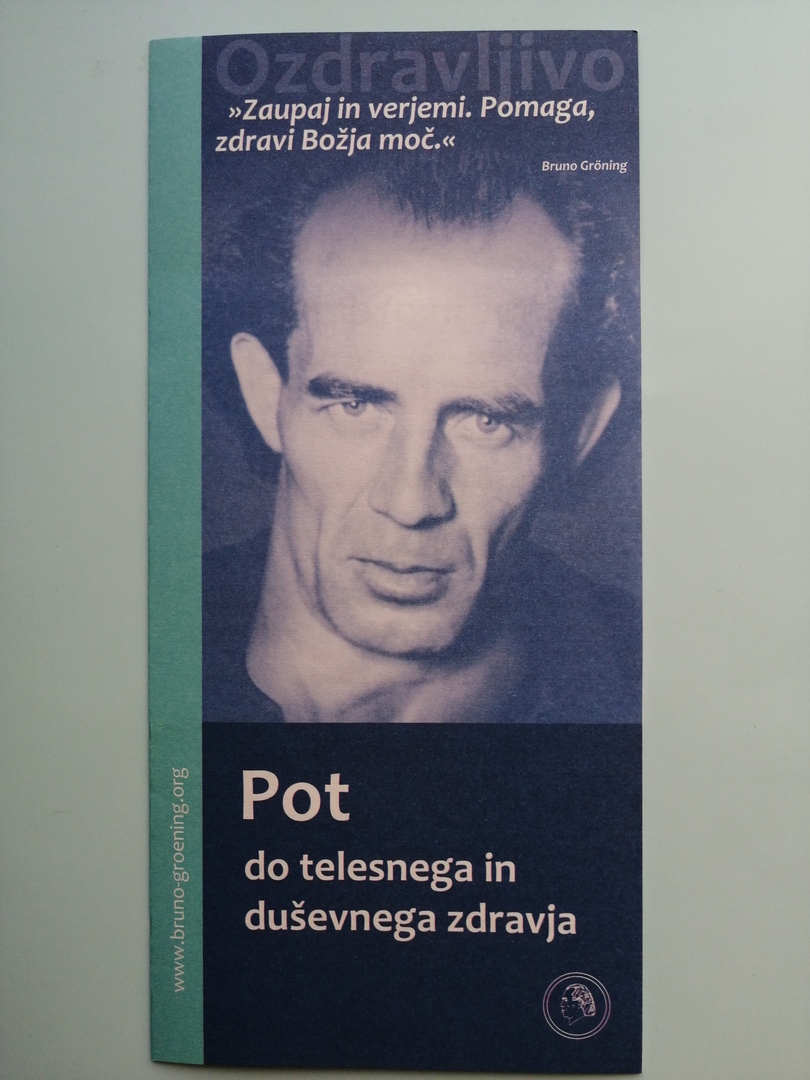 Ozdravljivo
»Zaupaj in verjemi. Pomaga,
zdravi Božja moč.«
Bruno Gröning
Pot
do telesnega in
duševnega zdravja
www.bruno-groening.org